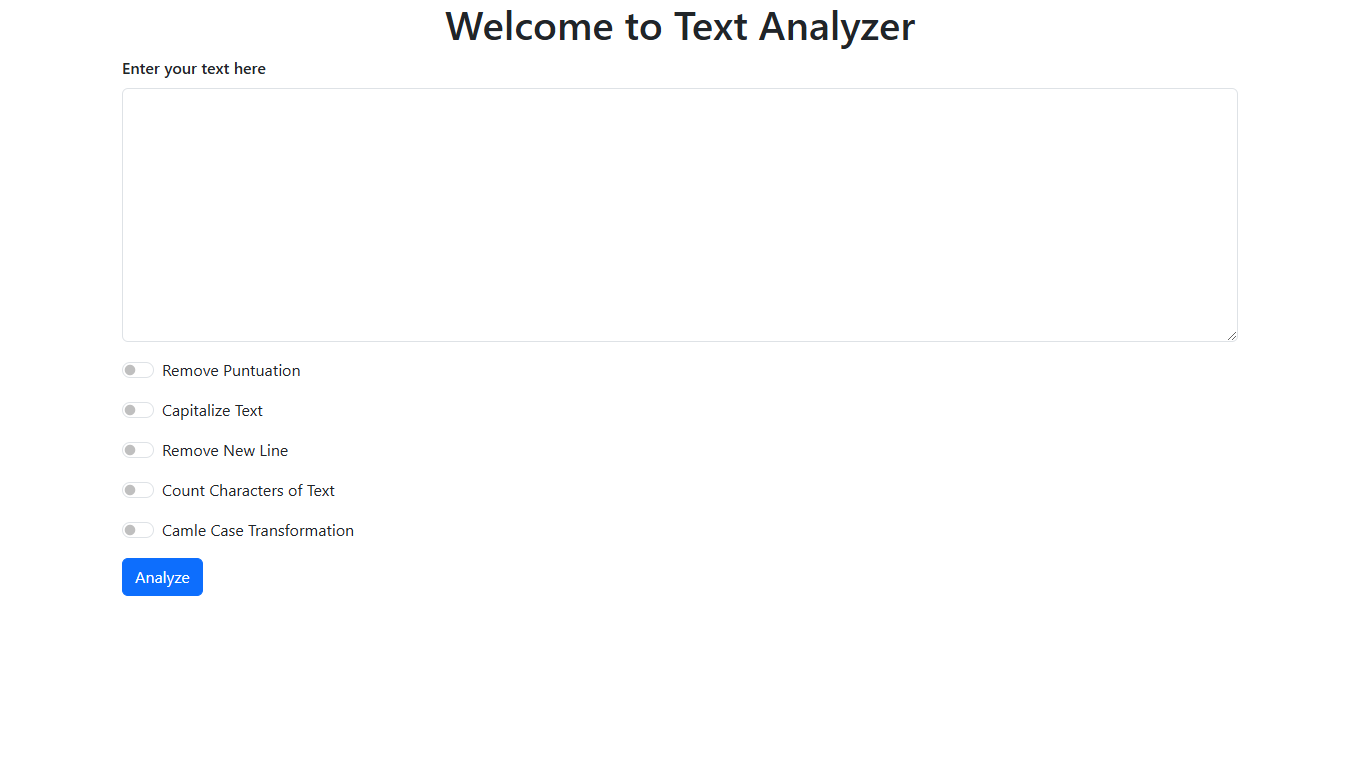 Welcome to Text Analyzer
Enter your text here
Remove Puntuation
Capitalize Text
Remove New Line
Count Characters of Text
Camle Case Transformation
Analyze